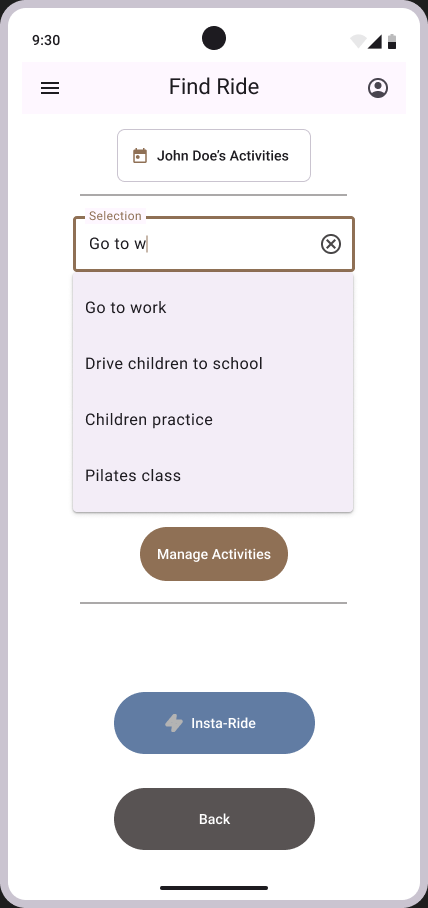 9:30
Find Ride
John Doe's Activities
Selection
Go to w
Go to work
Drive children to school
Children practice
Pilates class
Manage Activities
Insta-Ride
Back